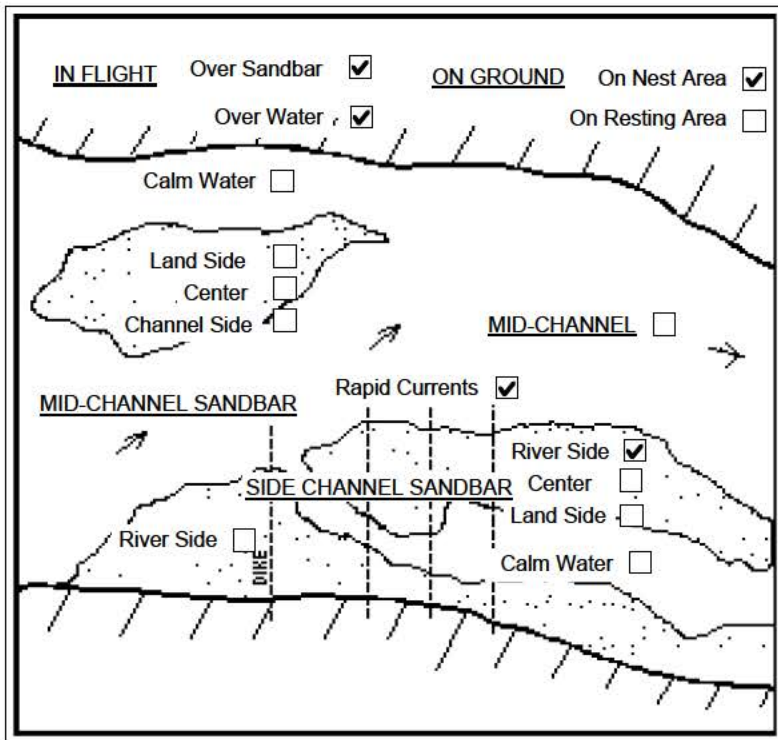 IN FLIGHT Over Sandbar ON GROUND On Nest Area
Over Water On Resting Area
Calm Water
Land Side
Center
Channel Side
MID-CHANNEL
Rapid Currents
MID-CHANNEL SANDBAR
River Side
SIDE CHANNEL SANDBAR Center
Land Side
River Side
Calm Water
DIKE